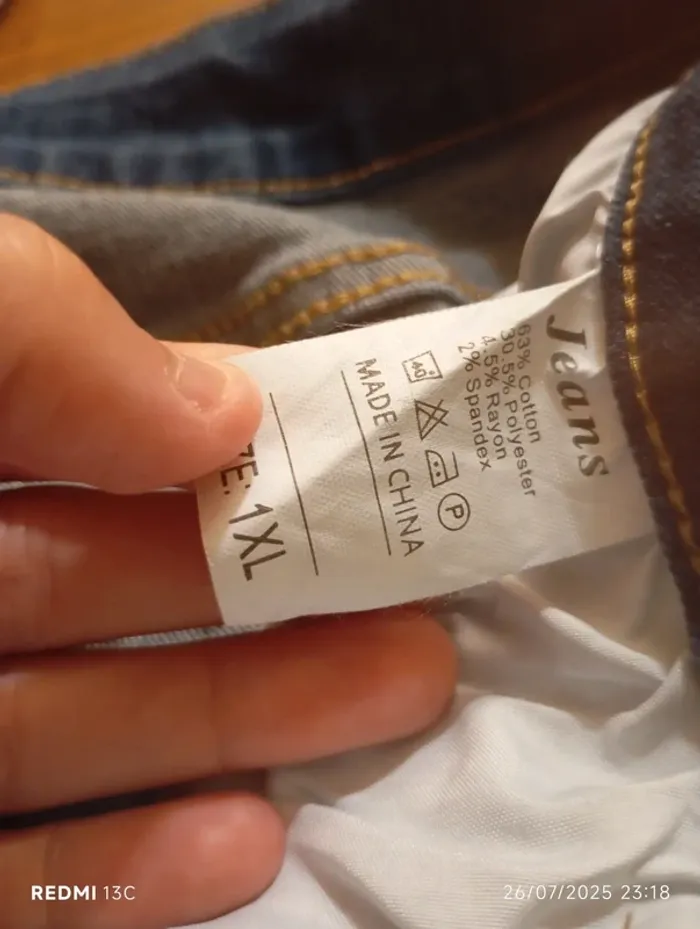 Jeans
63% Cotton
30.5% Polyester
4.5% Rayon
2% Spandex
40
P
MADE IN CHINA
ZE: 1XL
REDMI 13C
26/07/2025 23:18